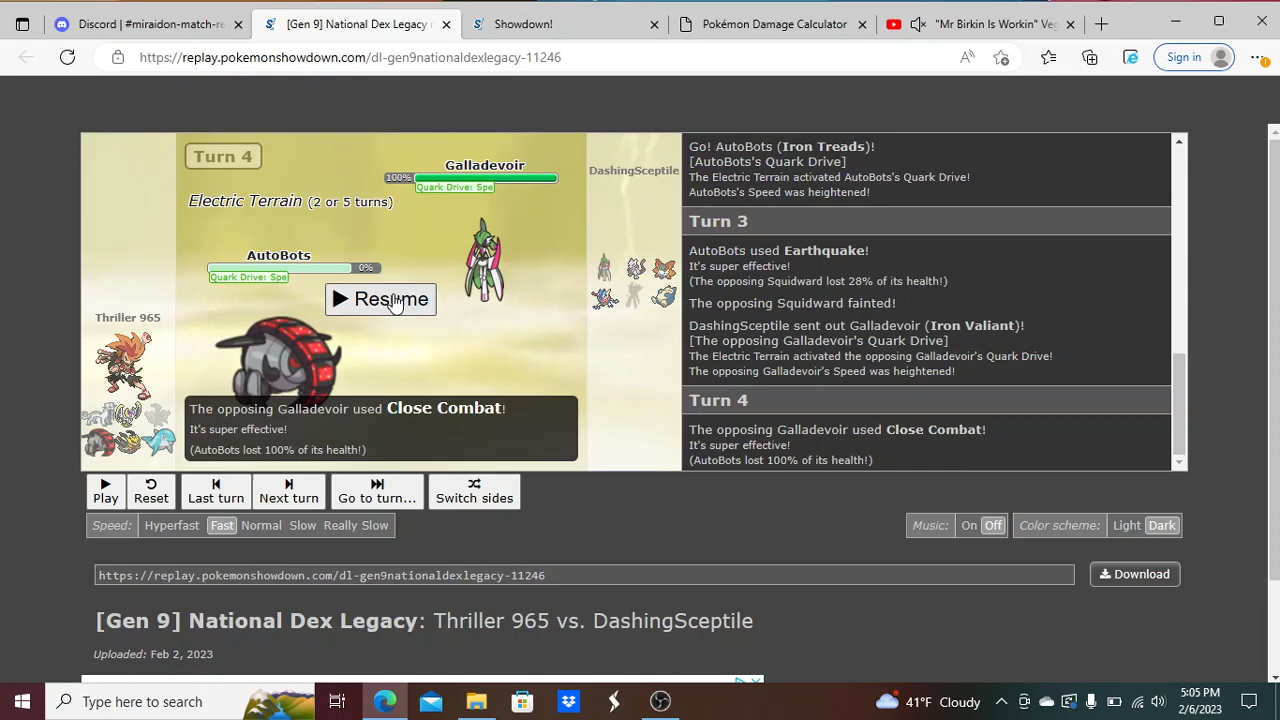 Discord | #miraidon-match-re
[Gen 9] National Dex Legacy r
Showdown!
Pokémon Damage Calculator
"Mr Birkin Is Workin" Veg
https://replay.pokemonshowdown.com/dl-gen9nationaldexlegacy-11246
Sign in
Turn 4
Galladevoir
100%
Quark Drive: Spe
Electric Terrain (2 or 5 turns)
AutoBots
0%
Quark Drive: Spe
Resume
Thriller 965
DashingSceptile
The opposing Galladevoir used Close Combat!
It's super effective!
(AutoBots lost 100% of its health!)
Go! AutoBots (Iron Treads)!
[AutoBots's Quark Drive]
The Electric Terrain activated AutoBots's Quark Drive!
AutoBots's Speed was heightened!
Turn 3
AutoBots used Earthquake!
It's super effective!
(The opposing Squidward lost 28% of its health!)
The opposing Squidward fainted!
DashingSceptile sent out Galladevoir (Iron Valiant)!
[The opposing Galladevoir's Quark Drive]
The Electric Terrain activated the opposing Galladevoir's Quark Drive!
The opposing Galladevoir's Speed was heightened!
Turn 4
The opposing Galladevoir used Close Combat!
It's super effective!
(AutoBots lost 100% of its health!)
Play Reset Last turn Next turn Go to turn... Switch sides
Speed: Hyperfast Fast Normal Slow Really Slow
Music: On Off Color scheme: Light Dark
https://replay.pokemonshowdown.com/dl-gen9nationaldexlegacy-11246
Download
[Gen 9] National Dex Legacy: Thriller 965 vs. DashingSceptile
Uploaded: Feb 2, 2023
Type here to search
41°F Cloudy
5:05 PM
2/6/2023